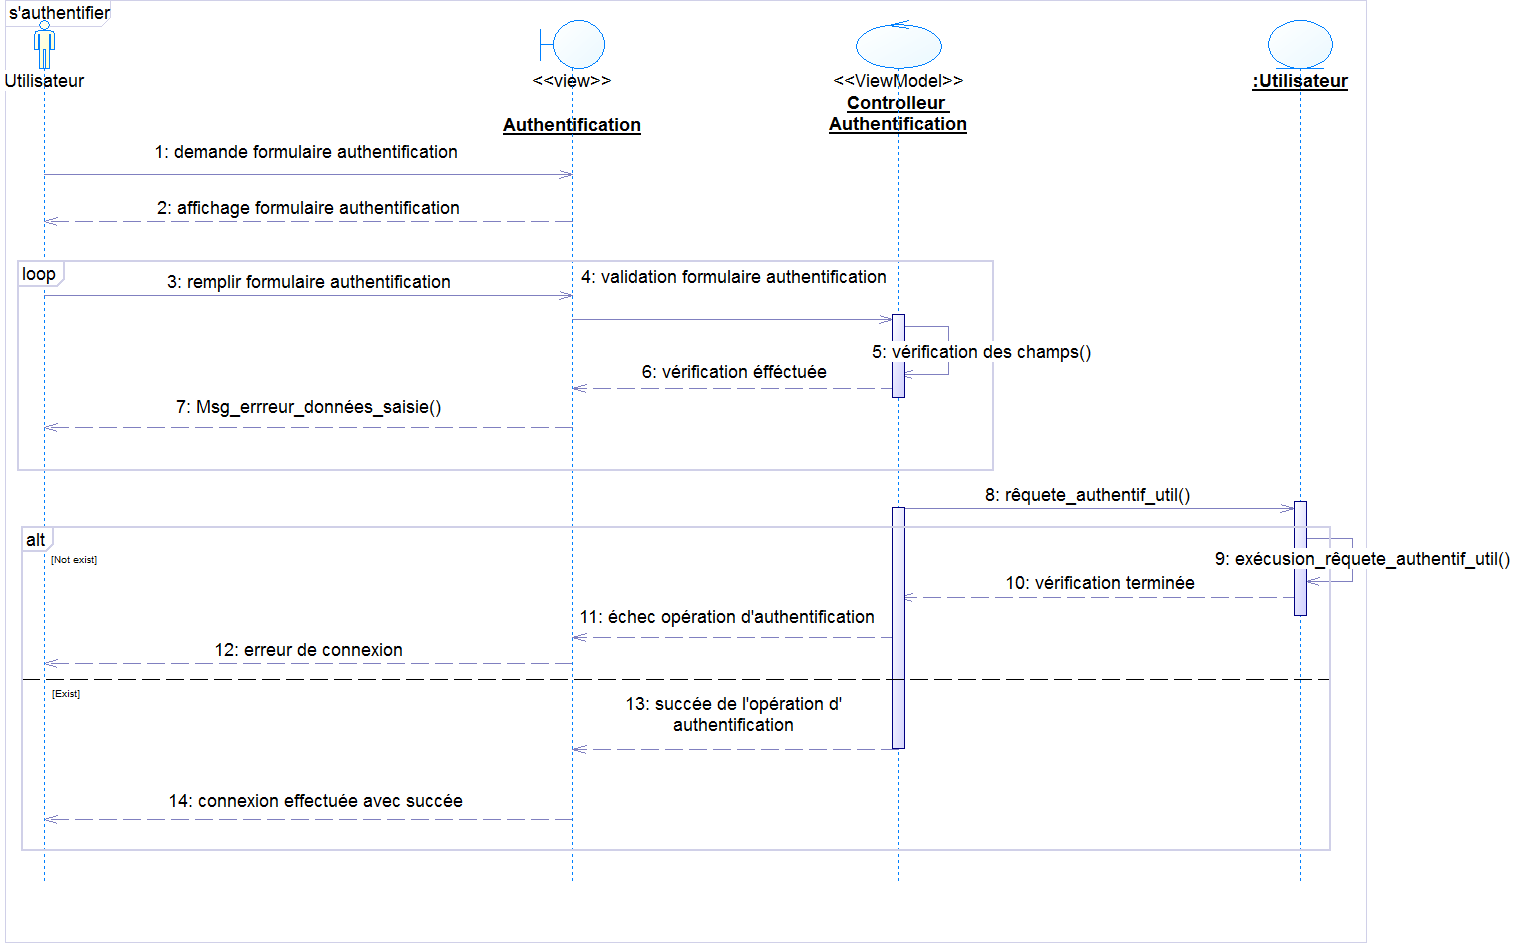 s'authentifier
Utilisateur
<<view>>
Authentification
<<ViewModel>>
Controlleur
Authentification
:Utilisateur
1: demande formulaire authentification
2: affichage formulaire authentification
loop
3: remplir formulaire authentification
4: validation formulaire authentification
5: vérification des champs()
6: vérification éfféctuée
7: Msg_errreur_données_saisie()
8: rêquete_authentif_util()
alt
[Not exist]
9: exécusion_rêquete_authentif_util()
10: vérification terminée
11: échec opération d'authentification
12: erreur de connexion
[Exist]
13: succée de l'opération d'
authentification
14: connexion effectuée avec succée